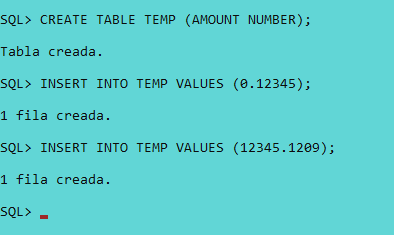 SQL> CREATE TABLE TEMP (AMOUNT NUMBER);
Tabla creada.
SQL> INSERT INTO TEMP VALUES (0.12345);
1 fila creada.
SQL> INSERT INTO TEMP VALUES (12345.1209);
1 fila creada.
SQL>